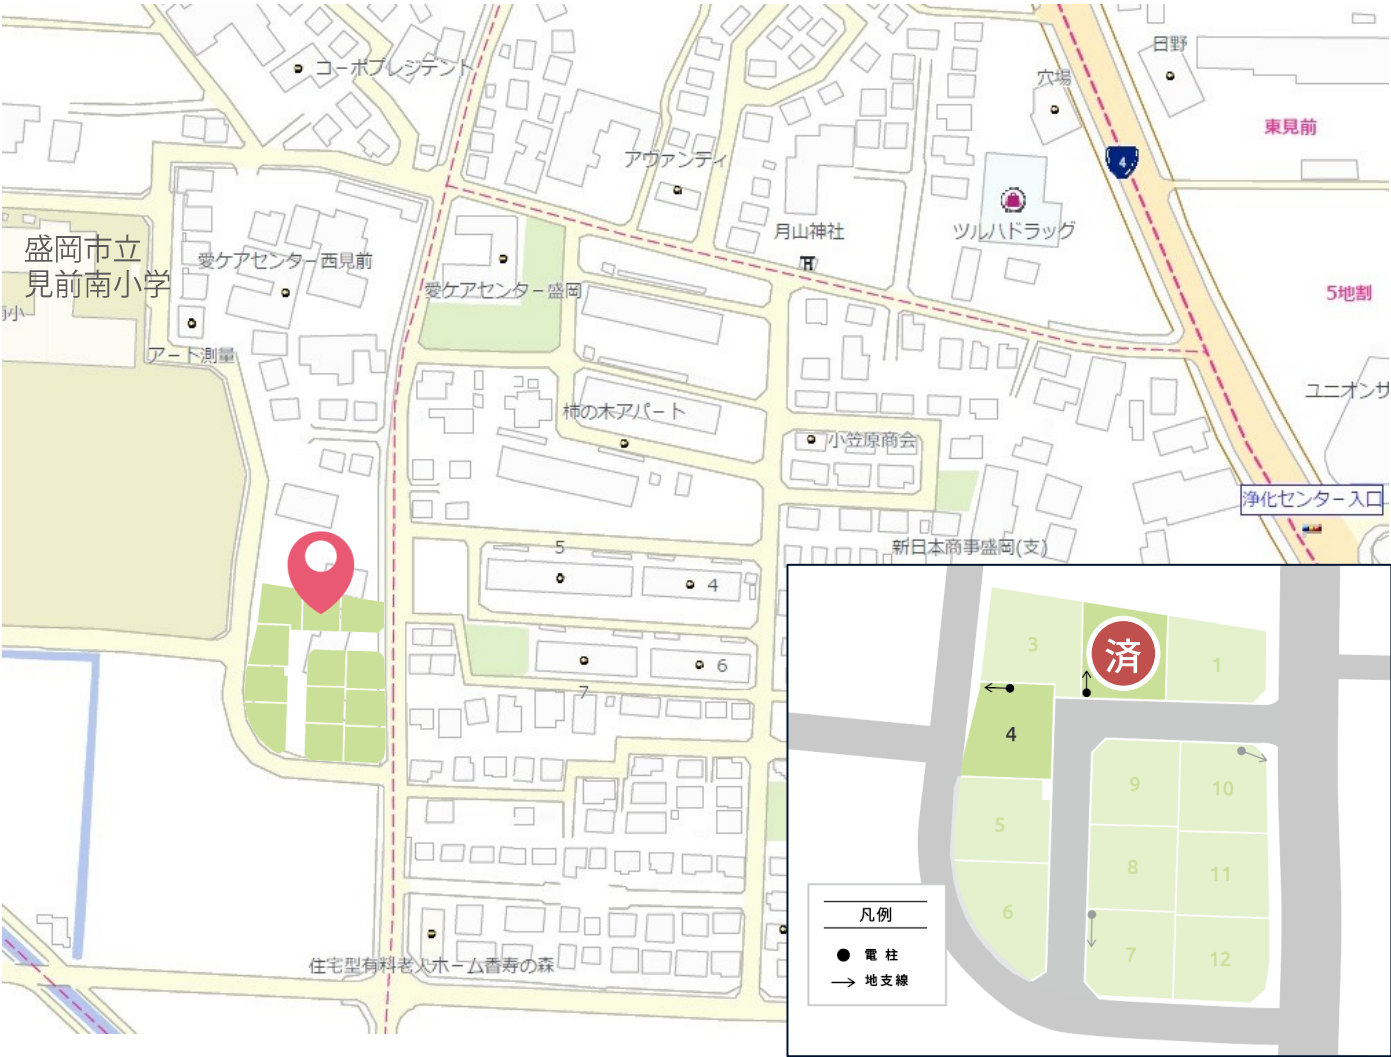 コーポプレジデント
日野
穴場
東見前
4
アヴァンティ
月山神社
ツルハドラッグ
盛岡市立
見前南小学
愛ケアセンター西見前
愛ケアセンター盛岡
5地割
アート測量
ユニオンサ
柿の木アパート
小笠原商会
浄化センター入口
新日本商事盛岡(支)
5
4
6
7
住宅型有料老人ホーム香寿の森
3
済
1
4
9
10
5
8
11
6
7
12
凡例
電柱
地支線